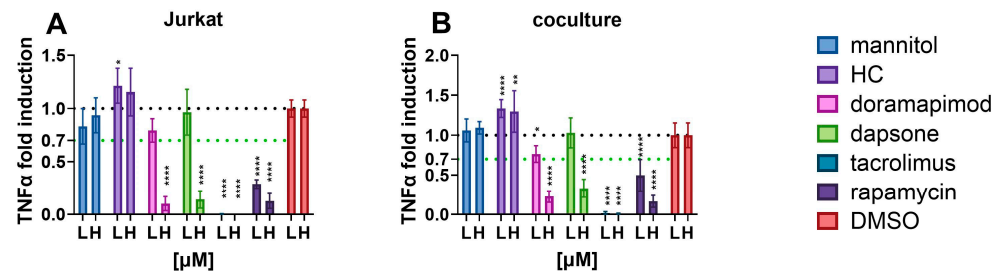 A
Jurkat
TNFα fold induction
1.5
1.0
0.7
0.5
0.0
*
****
****
**** ****
****
****
L H L H L H L H L H L H L H
[µM]
B
coculture
TNFα fold induction
2.0
1.5
1.0
0.7
0.5
0.0
****
**
*
****
****
**** ****
****
****
L H L H L H L H L H L H L H
[µM]
mannitol
HC
doramapimod
dapsone
tacrolimus
rapamycin
DMSO